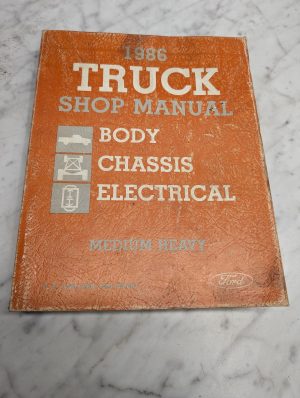 1986
TRUCK
SHOP MANUAL
BODY
CHASSIS
ELECTRICAL
MEDIUM HEAVY
Ford